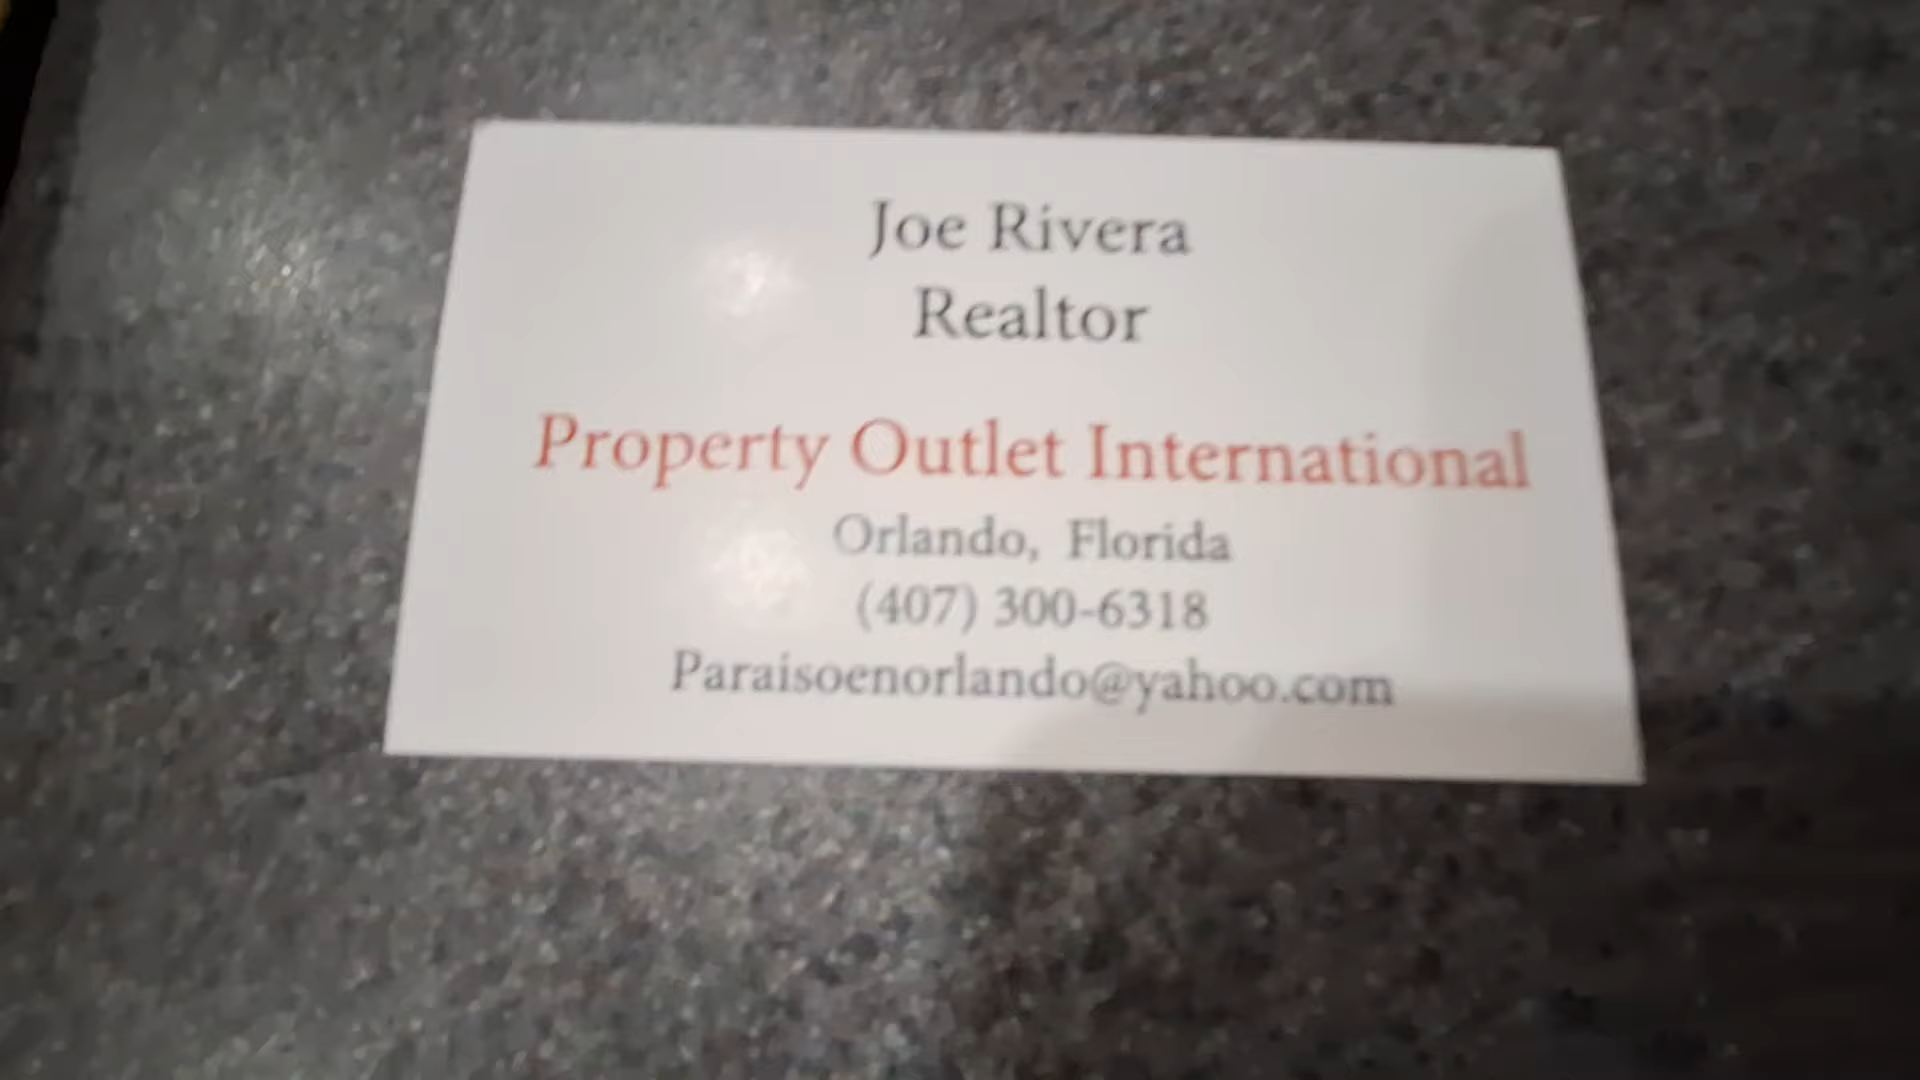 Joe Rivera
Realtor
Property Outlet International
Orlando, Florida
(407) 300-6318
Paraisoenorlando@yahoo.com